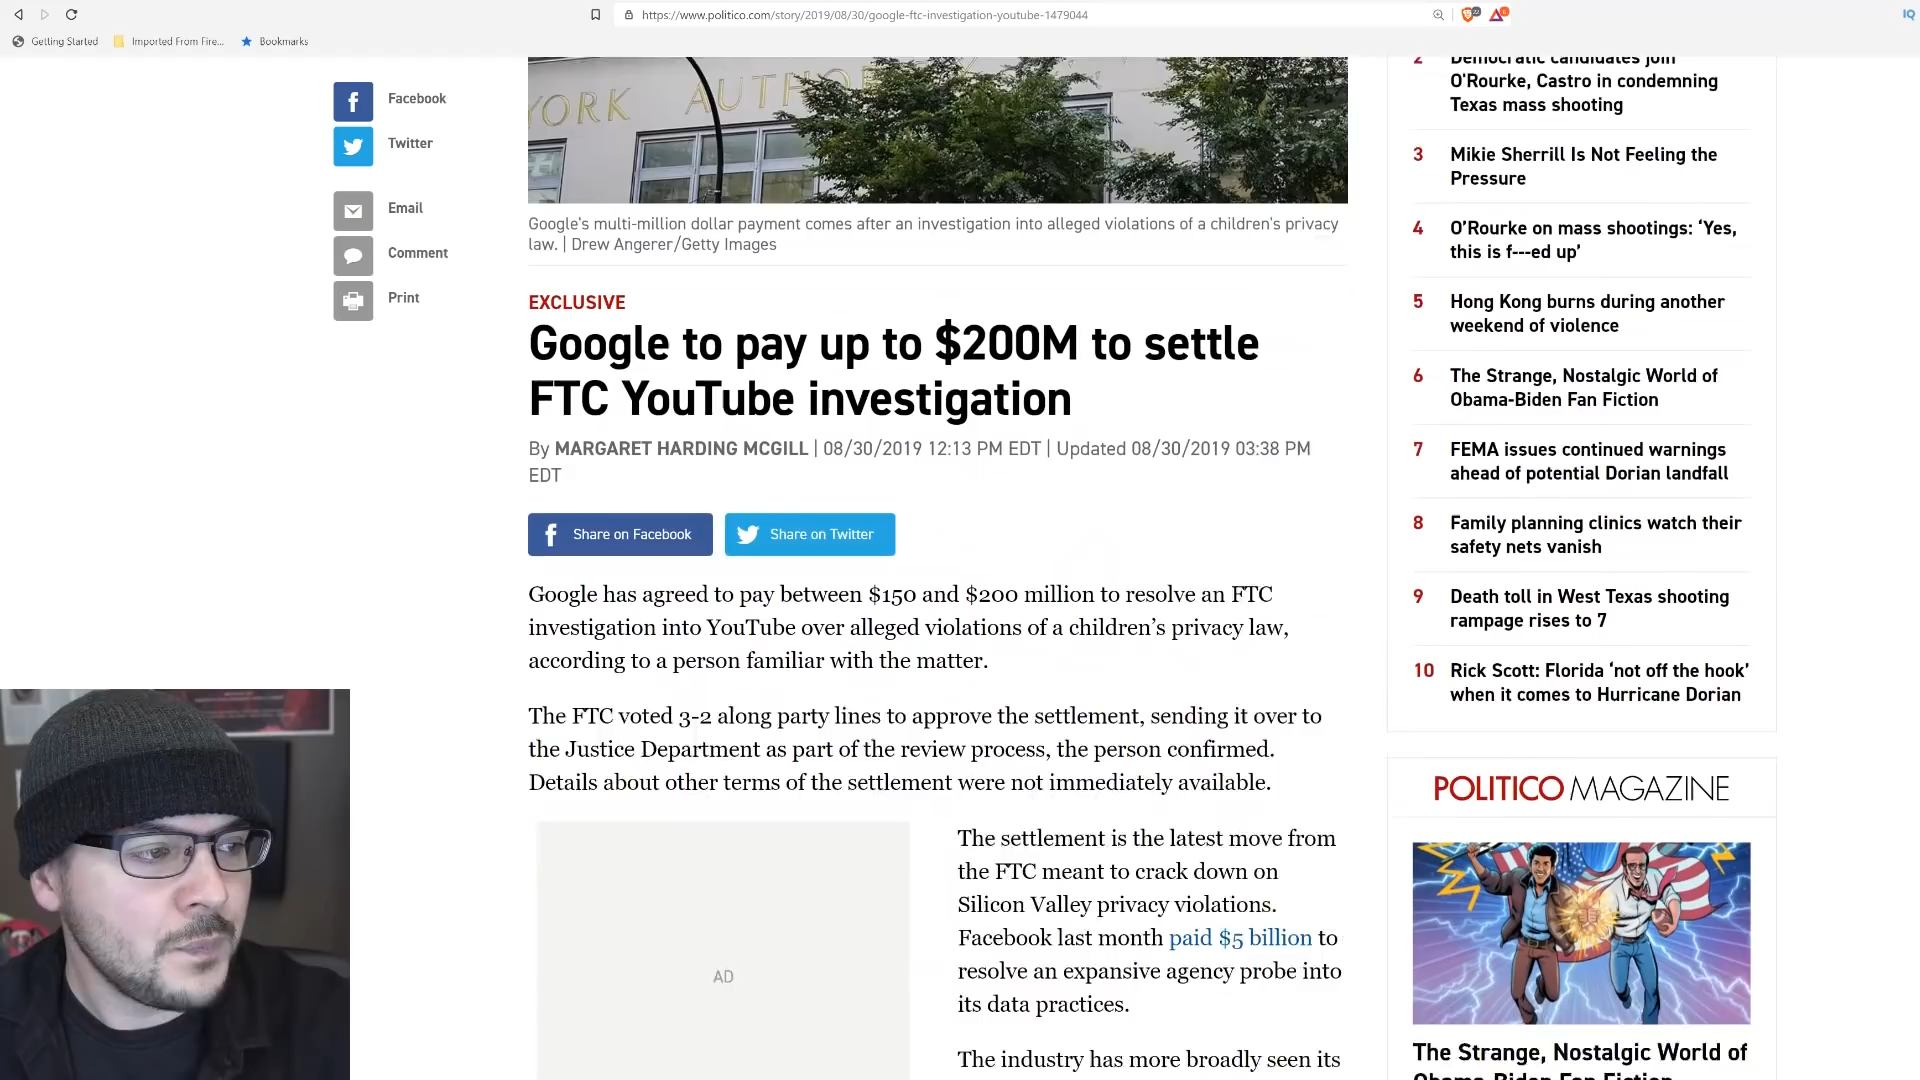 https://www.politico.com/story/2019/08/30/google-ftc-investigation-youtube-1479044
22
IQ
Getting Started
Imported From Fire...
Bookmarks
Facebook
Twitter
Email
Comment
Print
YORK AUTHO
Google's multi-million dollar payment comes after an investigation into alleged violations of a children's privacy
law. | Drew Angerer/Getty Images
EXCLUSIVE
Google to pay up to $200M to settle
FTC YouTube investigation
By MARGARET HARDING MCGILL | 08/30/2019 12:13 PM EDT | Updated 08/30/2019 03:38 PM
EDT
Share on Facebook
Share on Twitter
Google has agreed to pay between $150 and $200 million to resolve an FTC
investigation into YouTube over alleged violations of a children’s privacy law,
according to a person familiar with the matter.
The FTC voted 3-2 along party lines to approve the settlement, sending it over to
the Justice Department as part of the review process, the person confirmed.
Details about other terms of the settlement were not immediately available.
AD
The settlement is the latest move from
the FTC meant to crack down on
Silicon Valley privacy violations.
Facebook last month paid $5 billion to
resolve an expansive agency probe into
its data practices.
The industry has more broadly seen its
2 Democratic candidates join
O'Rourke, Castro in condemning
Texas mass shooting
3 Mikie Sherrill Is Not Feeling the
Pressure
4 O’Rourke on mass shootings: ‘Yes,
this is f---ed up’
5 Hong Kong burns during another
weekend of violence
6 The Strange, Nostalgic World of
Obama-Biden Fan Fiction
7 FEMA issues continued warnings
ahead of potential Dorian landfall
8 Family planning clinics watch their
safety nets vanish
9 Death toll in West Texas shooting
rampage rises to 7
10 Rick Scott: Florida ‘not off the hook’
when it comes to Hurricane Dorian
POLITICO MAGAZINE
The Strange, Nostalgic World of
Obama-Biden Fan Fiction